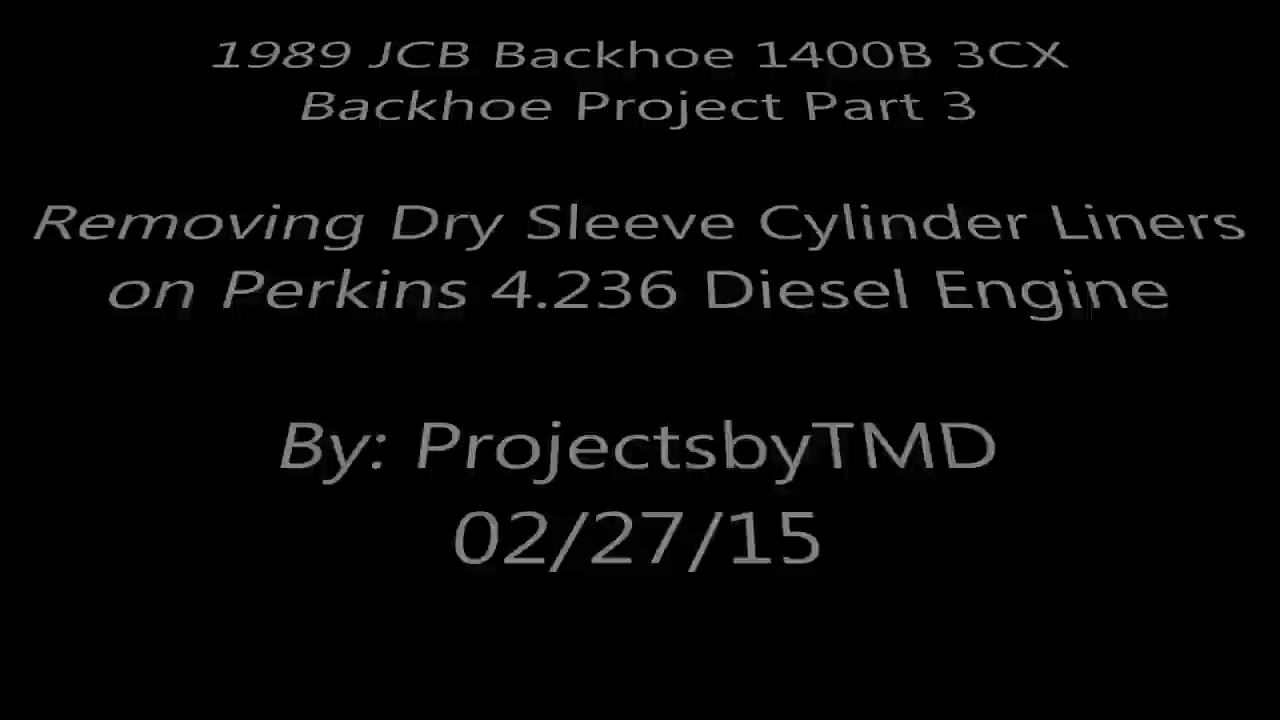 1989 JCB Backhoe 1400B 3CX
Backhoe Project Part 3
Removing Dry Sleeve Cylinder Liners
on Perkins 4.236 Diesel Engine
By: ProjectsbyTMD
02/27/15